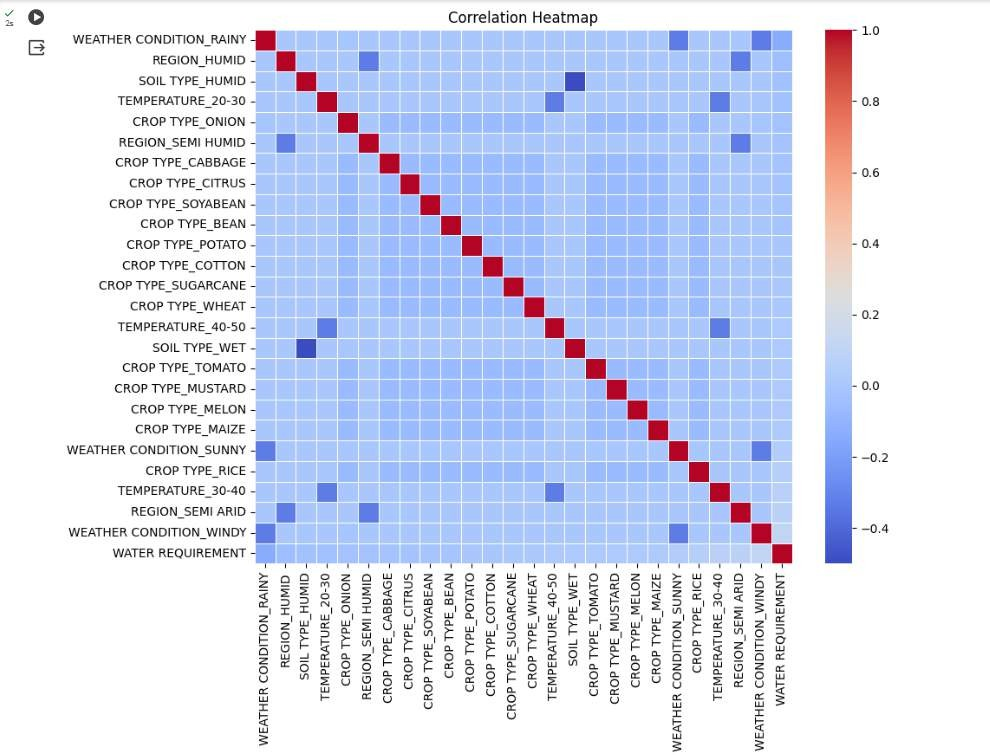 2s
Correlation Heatmap
WEATHER CONDITION_RAINY
REGION_HUMID
SOIL TYPE_HUMID
TEMPERATURE_20-30
CROP TYPE_ONION
REGION_SEMI HUMID
CROP TYPE_CABBAGE
CROP TYPE_CITRUS
CROP TYPE_SOYABEAN
CROP TYPE_BEAN
CROP TYPE_POTATO
CROP TYPE_COTTON
CROP TYPE_SUGARCANE
CROP TYPE_WHEAT
TEMPERATURE_40-50
SOIL TYPE_WET
CROP TYPE_TOMATO
CROP TYPE_MUSTARD
CROP TYPE_MELON
CROP TYPE_MAIZE
WEATHER CONDITION_SUNNY
CROP TYPE_RICE
TEMPERATURE_30-40
REGION_SEMI ARID
WEATHER CONDITION_WINDY
WATER REQUIREMENT
WEATHER CONDITION_RAINY
REGION_HUMID
SOIL TYPE_HUMID
TEMPERATURE_20-30
CROP TYPE_ONION
REGION_SEMI HUMID
CROP TYPE_CABBAGE
CROP TYPE_CITRUS
CROP TYPE_SOYABEAN
CROP TYPE_BEAN
CROP TYPE_POTATO
CROP TYPE_COTTON
CROP TYPE_SUGARCANE
CROP TYPE_WHEAT
TEMPERATURE_40-50
SOIL TYPE_WET
CROP TYPE_TOMATO
CROP TYPE_MUSTARD
CROP TYPE_MELON
CROP TYPE_MAIZE
WEATHER CONDITION_SUNNY
CROP TYPE_RICE
TEMPERATURE_30-40
REGION_SEMI ARID
WEATHER CONDITION_WINDY
WATER REQUIREMENT
1.0
0.8
0.6
0.4
0.2
0.0
−0.2
−0.4